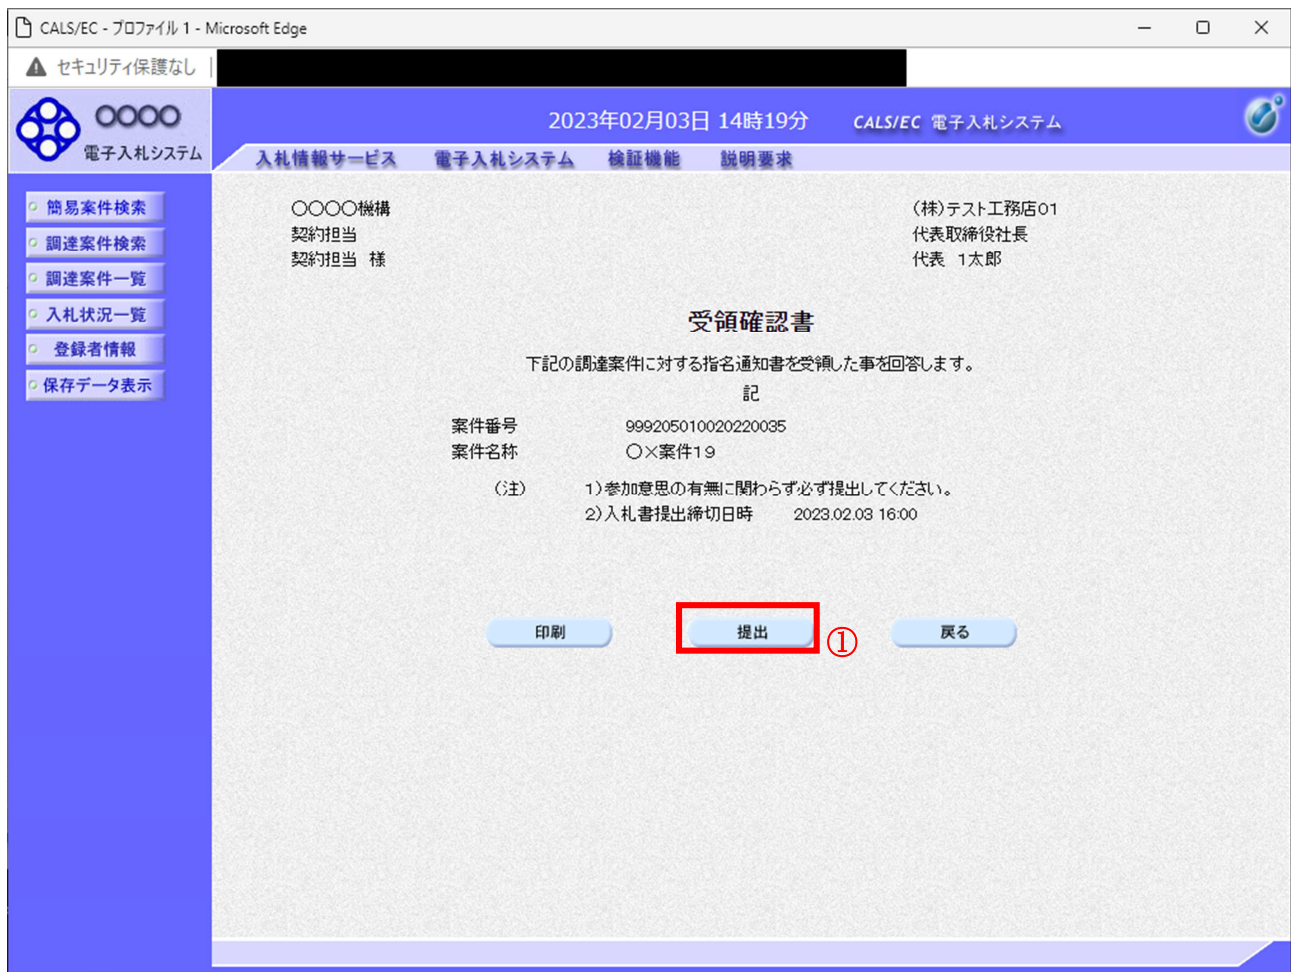 CALS/EC - プロファイル 1 - Microsoft Edge
セキュリティ保護なし
〇〇〇〇
電子入札システム
2023年02月03日 14時19分
CALS/EC 電子入札システム
入札情報サービス 電子入札システム 検証機能 説明要求
簡易案件検索
調達案件検索
調達案件一覧
入札状況一覧
登録者情報
保存データ表示
〇〇〇〇機構
契約担当
契約担当 様
(株)テスト工務店01
代表取締役社長
代表 1太郎
受領確認書
下記の調達案件に対する指名通知書を受領した事を回答します。
記
案件番号 999205010020220035
案件名称 〇×案件19
(注) 1)参加意思の有無に関わらず必ず提出してください。
2)入札書提出締切日時 2023.02.03 16:00
印刷 提出 ① 戻る